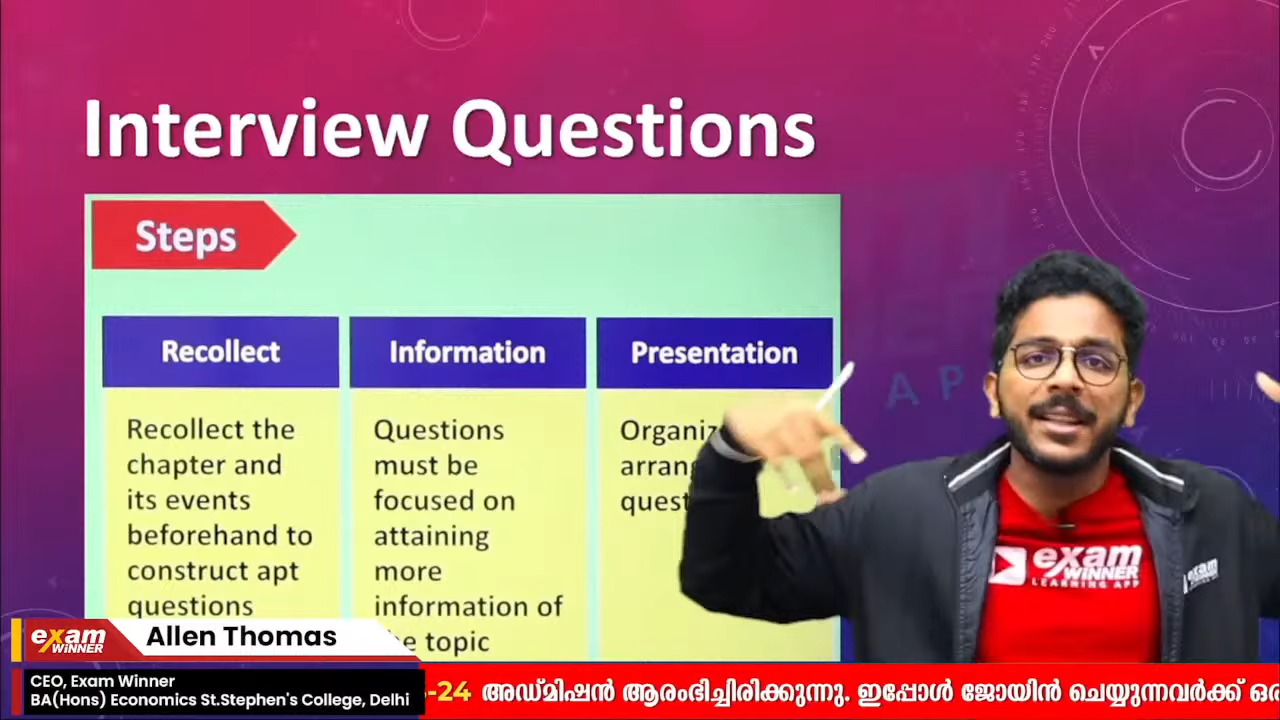 Interview Questions
Steps
Recollect
Information
Presentation
Recollect the
chapter and
its events
beforehand to
construct apt
questions
Questions
must be
focused on
attaining
more
information of
topic
A P
exam
WINNER
LEARNING APP
exam
WINNER
Allen Thomas
CEO, Exam Winner
BA(Hons) Economics St.Stephen's College, Delhi
-24 അഡ്മിഷൻ ആരംഭിച്ചിരിക്കുന്നു. ഇപ്പോൾ ജോയിൻ ചെയ്യുന്നവർക്ക്